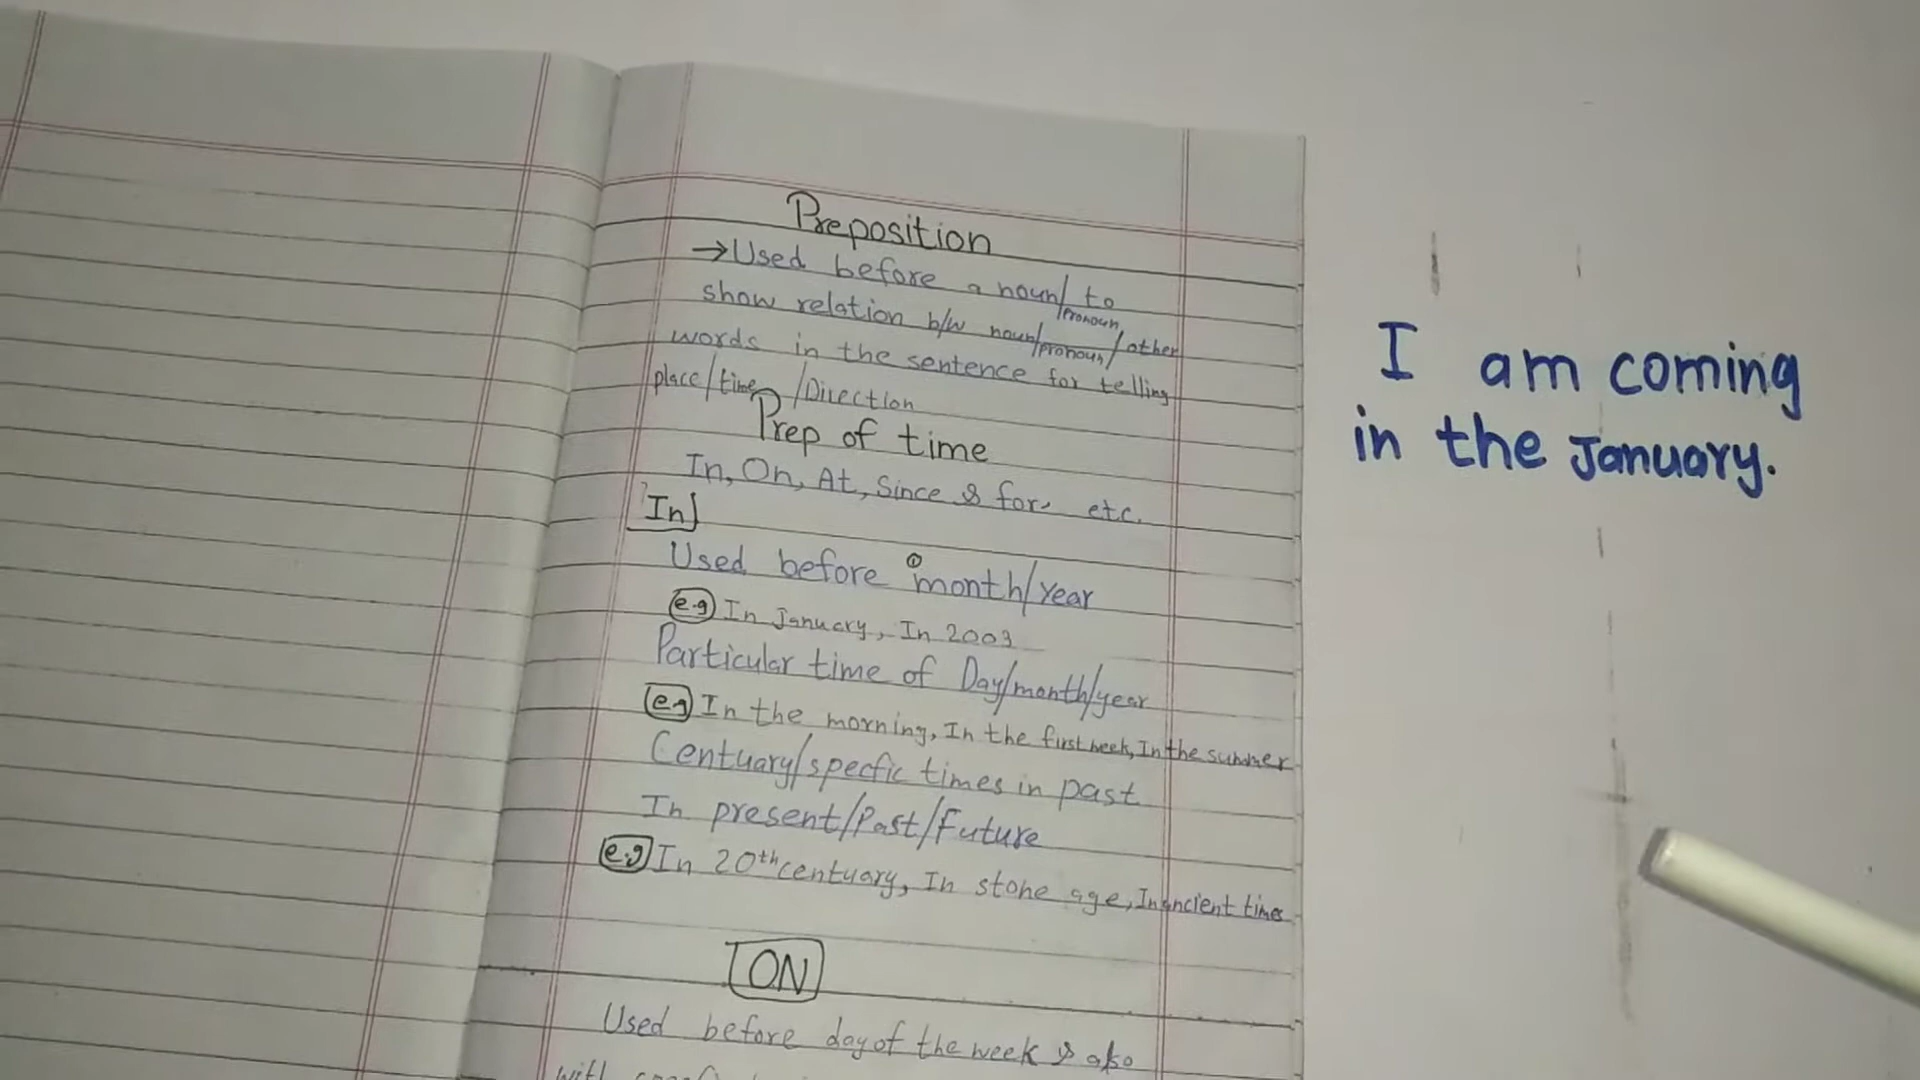 Preposition
→ Used before a noun/pronoun to
show relation b/w noun/pronoun/other
words in the sentence for telling
place/time/Direction
Prep of time
In, On, At, Since & for, etc.
In
Used before ① month/Year
e.g In January, In 2003
Particular time of Day/month/year
e.g In the morning, In the first week, In the summer
Centuary/specfic times in past
In present/Past/Future
e.g In 20th centuary, In stone age, In ancient times
ON
Used before day of the week & also
I am coming
in the January.